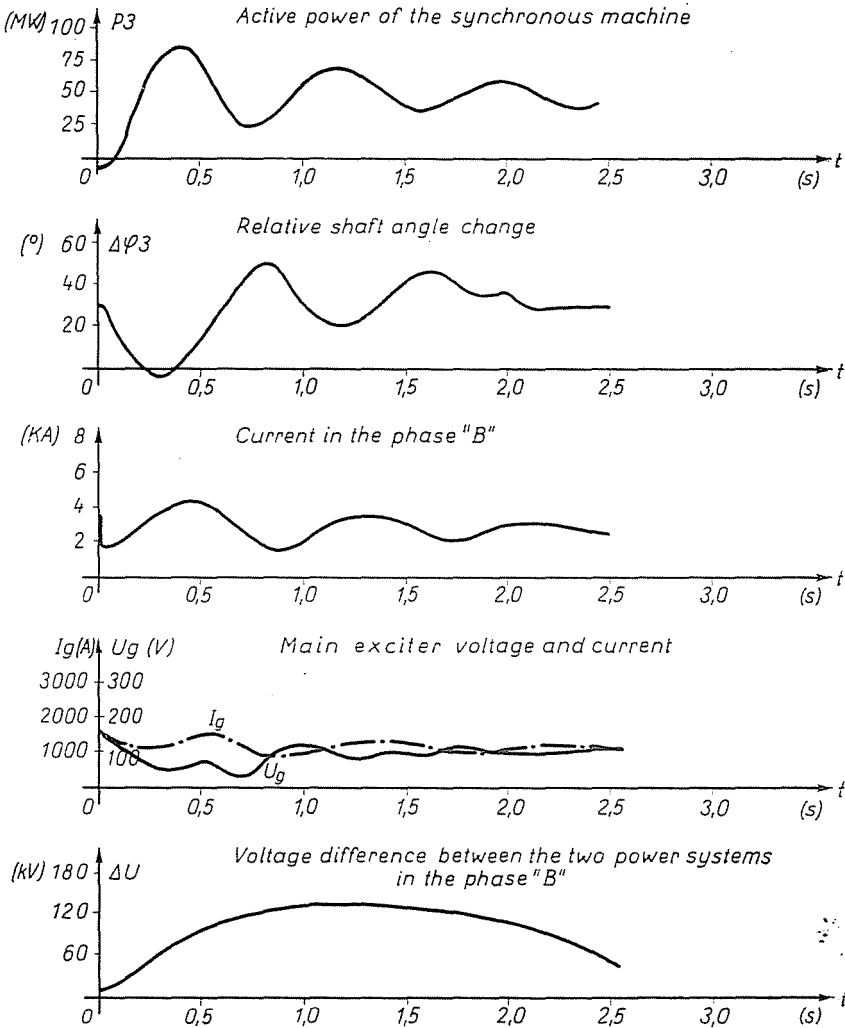 (MW) 100 P3 Active power of the synchronous machine
75
50
25
0 0,5 1,0 1,5 2,0 2,5 3,0 (s) t
Relative shaft angle change
(°) 60 Δφ3
40
20
0 0,5 1,0 1,5 2,0 2,5 3,0 (s) t
(KA) 8 Current in the phase "B"
6
4
2
0 0,5 1,0 1,5 2,0 2,5 3,0 (s) t
Ig(A) Ug (V) Main exciter voltage and current
3000 300
2000 200 Ig
1000 100 Ug
0 0,5 1,0 1,5 2,0 2,5 3,0 (s) t
Voltage difference between the two power systems
(kV) 180 ΔU in the phase "B"
120
60
0 0,5 1,0 1,5 2,0 2,5 3,0 (s) t